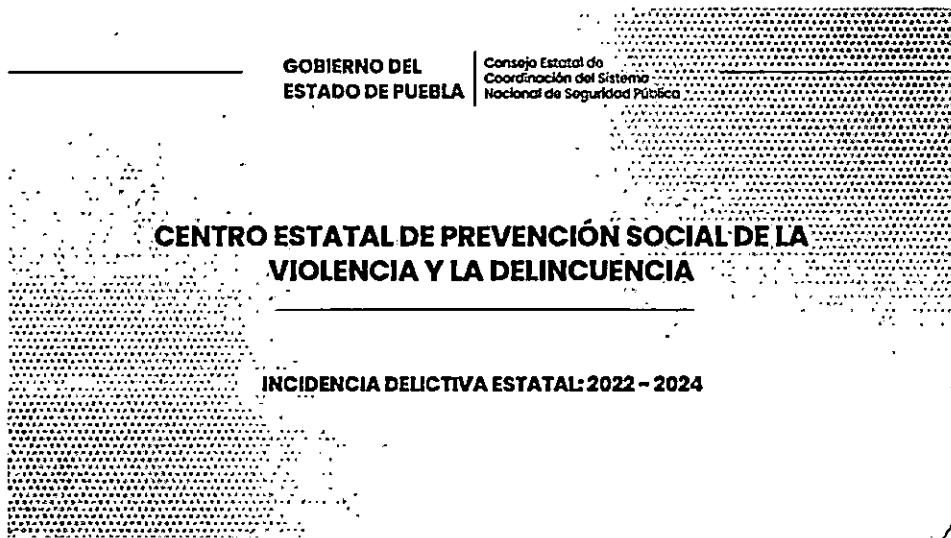 GOBIERNO DEL
ESTADO DE PUEBLA
Consejo Estatal de
Coordinación del Sistema
Nacional de Seguridad Pública
CENTRO ESTATAL DE PREVENCIÓN SOCIAL DE LA
VIOLENCIA Y LA DELINCUENCIA
INCIDENCIA DELICTIVA ESTATAL: 2022 - 2024